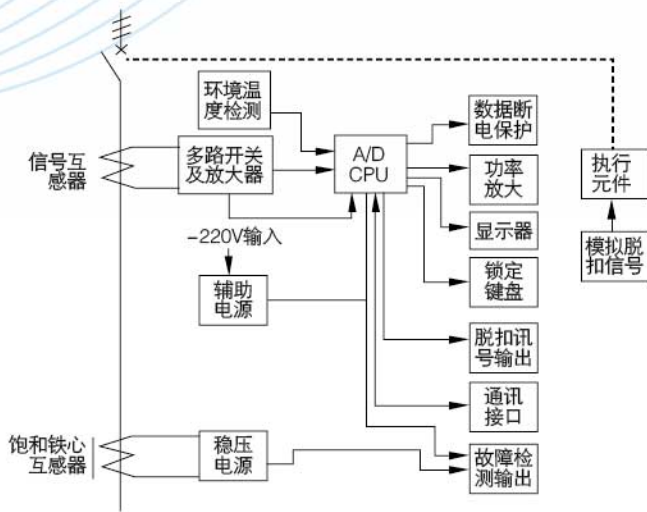 环境温
度检测
数据断
电保护
信号互
感器
多路开关
及放大器
A/D
CPU
功率
放大
执行
元件
显示器
-220V输入
模拟脱
扣信号
锁定
键盘
辅助
电源
脱扣讯
号输出
通讯
接口
饱和铁心
互感器
稳压
电源
故障检
测输出